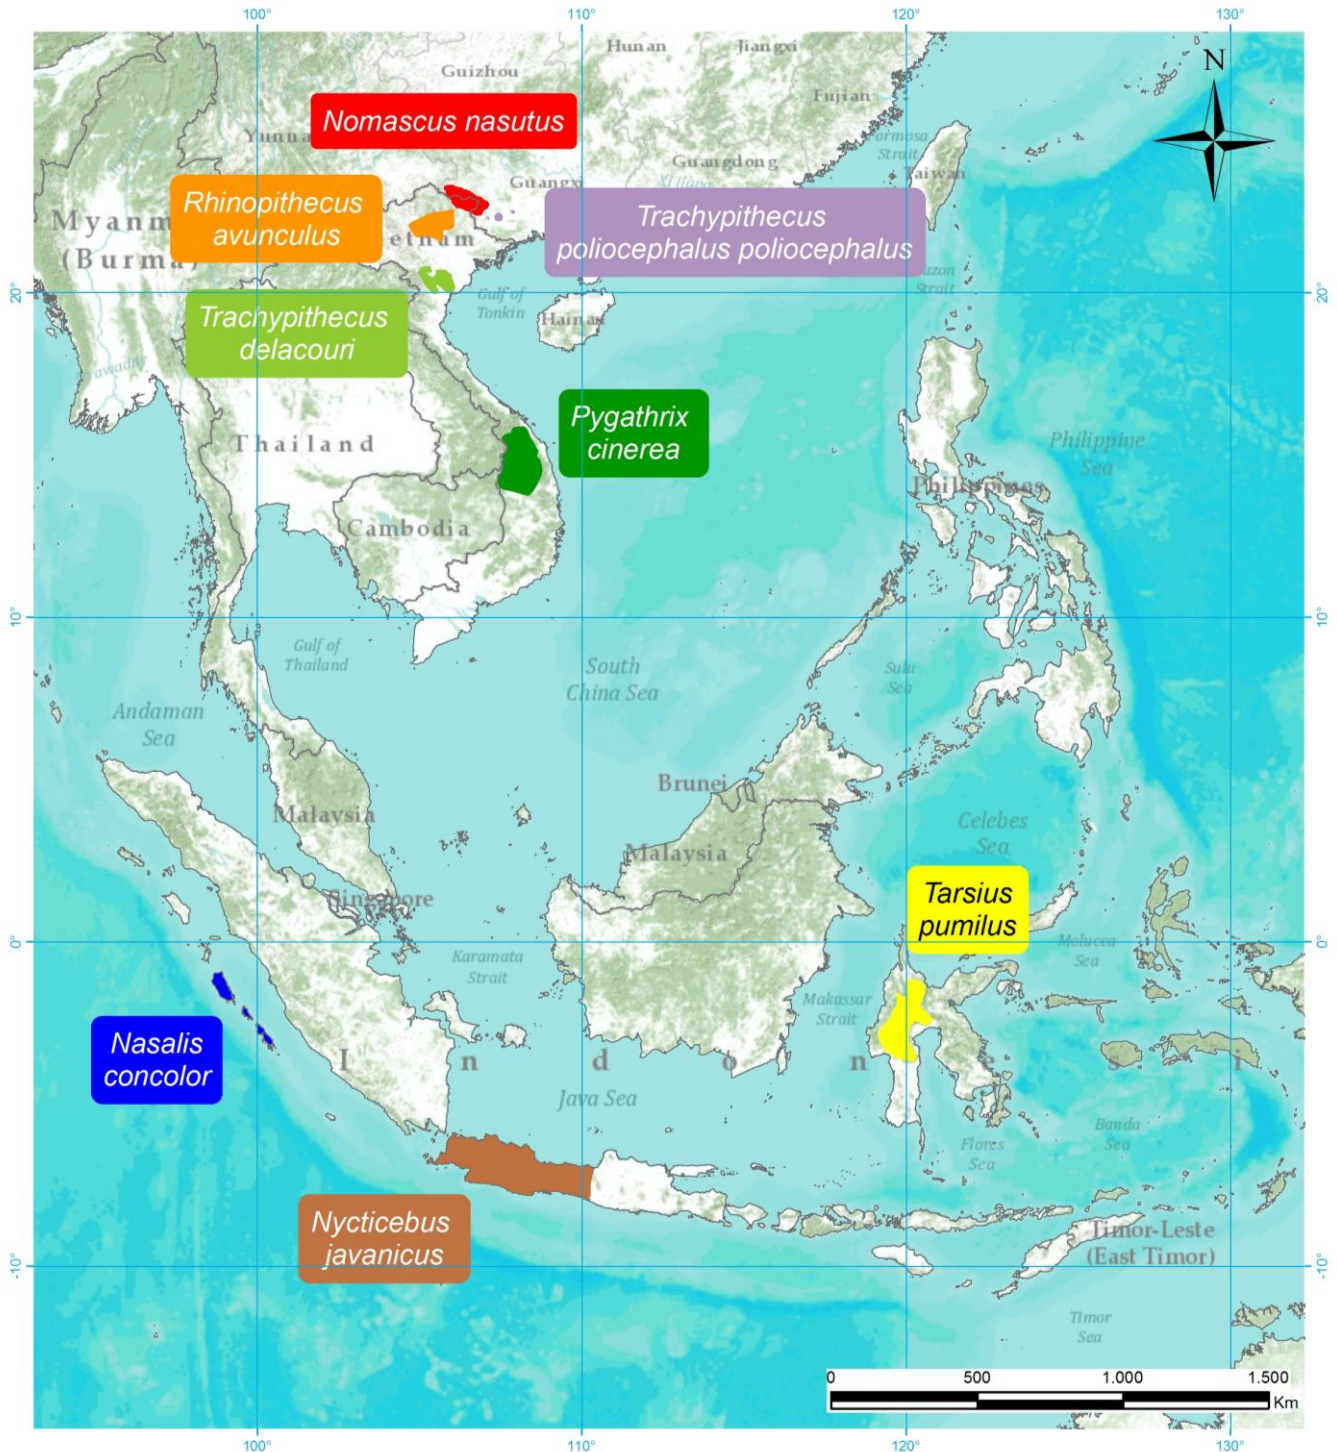 100°
110°
120°
130°
Hunan
Jiangxi
Guizhou
N
Fujian
Nomascus nasutus
Yunna
Formosa
Strait
Guangdong
Xi Jiang
Taiwan
Guangxi
Rhinopithecus
avunculus
Trachypithecus
poliocephalus poliocephalus
Myanm
(Burma)
etnam
uzon
Strait
20°
20°
Gulf of
Tonkin
Hainan
Trachypithecus
delacouri
rrawaddy
Pygathrix
cinerea
Thailand
Philippine
Sea
Philippines
Cambodia
10°
10°
Gulf of
Thailand
South
China Sea
Sulu
Sea
Andaman
Sea
Brunei
Malaysia
Celebes
Sea
Malaysia
Singapore
Tarsius
pumilus
0°
0°
Karamata
Strait
Molucca
Sea
Makassar
Strait
Nasalis
concolor
I n d o n e s i
Java Sea
Banda
Sea
Flores
Sea
Nycticebus
javanicus
Timor-Leste
(East Timor)
-10°
-10°
Timor
Sea
0 500 1.000 1.500
Km
100°
110°
120°
130°